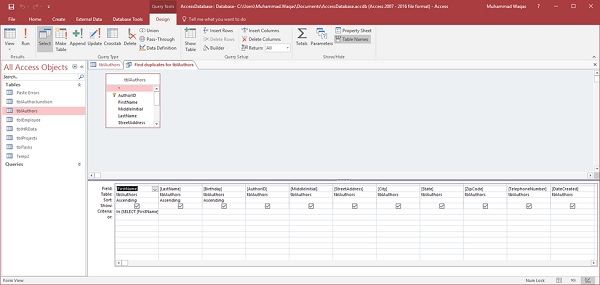 Query Tools
AccessDatabase : Database- C:\Users\Muhammad.Waqas\Documents\AccessDatabase.accdb (Access 2007 - 2016 file format) - Access
Muhammad Waqas
File Home Create External Data Database Tools Design Tell me what you want to do
View Run Select Make Table Append Update Crosstab Delete
Union
Pass-Through
Data Definition
Show Table
Insert Rows
Delete Rows
Builder
Insert Columns
Delete Columns
Return: All
Totals Parameters
Property Sheet
Table Names
Results Query Type Query Setup Show/Hide
All Access Objects
Search...
Tables
Paste Errors
tblAuthorJunction
tblAuthors
tblEmployee
tblHRData
tblProjects
tblTasks
Temp2
Queries
tblAuthors Find duplicates for tblAuthors
tblAuthors
*
AuthorID
FirstName
MiddleInitial
LastName
StreetAddress
Field: [FirstName] [LastName] [Birthday] [AuthorID] [MiddleInitial] [StreetAddress] [City] [State] [ZipCode] [TelephoneNumber] [DateCreated]
Table: tblAuthors tblAuthors tblAuthors tblAuthors tblAuthors tblAuthors tblAuthors tblAuthors tblAuthors tblAuthors tblAuthors
Sort: Ascending Ascending Ascending
Show:
Criteria: In (SELECT [FirstName]
or:
Form View
Num Lock
SQL